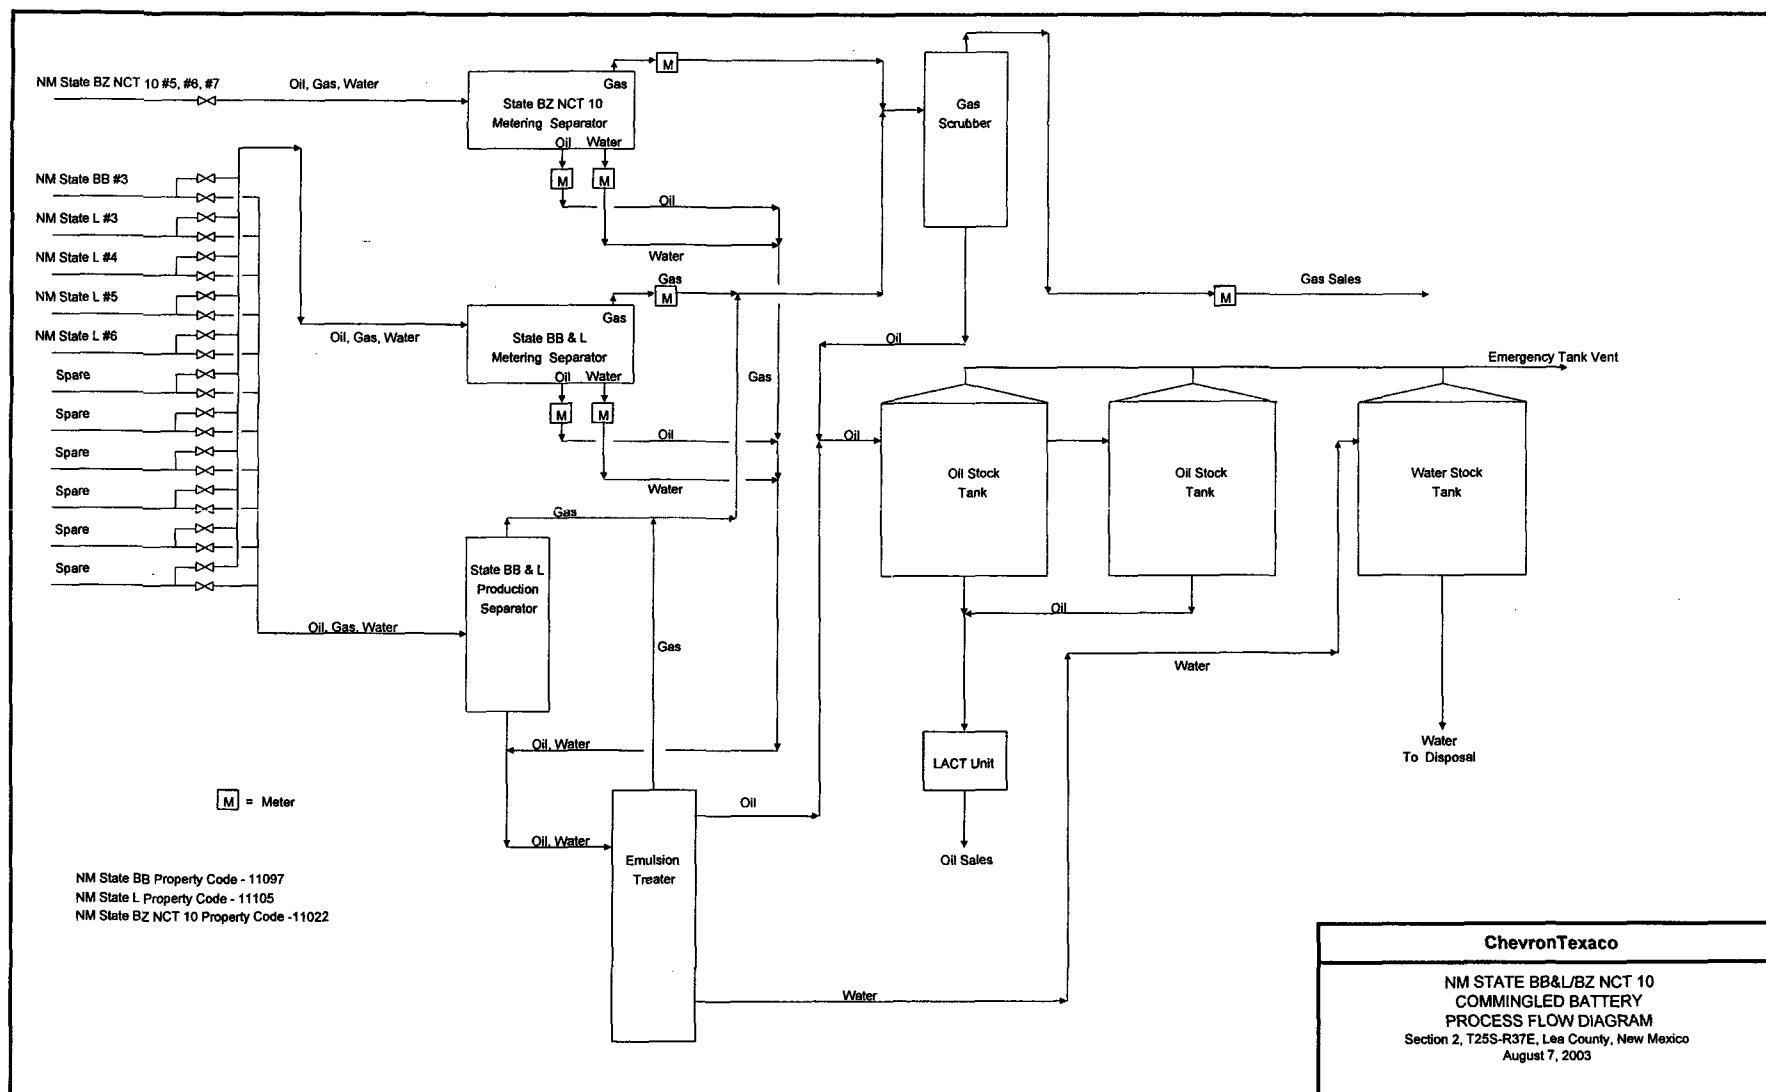 NM State BZ NCT 10 #5, #6, #7
Oil, Gas, Water
Gas
M
State BZ NCT 10
Metering Separator
Oil Water
M
M
Oil
Water
Gas
Scrubber
NM State BB #3
NM State L #3
NM State L #4
NM State L #5
NM State L #6
Spare
Spare
Spare
Spare
Spare
Spare
Oil, Gas, Water
Gas
M
Gas
State BB & L
Metering Separator
Oil Water
M
M
Oil
Water
Gas
M
Gas Sales
Oil
Emergency Tank Vent
Oil
Oil Stock
Tank
Oil Stock
Tank
Water Stock
Tank
Gas
State BB & L
Production
Separator
Oil, Gas, Water
Gas
Oil
Water
Oil, Water
LACT Unit
Water
To Disposal
M = Meter
Oil
Oil, Water
Emulsion
Treater
Oil Sales
NM State BB Property Code - 11097
NM State L Property Code - 11105
NM State BZ NCT 10 Property Code -11022
Water
ChevronTexaco
NM STATE BB&L/BZ NCT 10
COMMINGLED BATTERY
PROCESS FLOW DIAGRAM
Section 2, T25S-R37E, Lea County, New Mexico
August 7, 2003